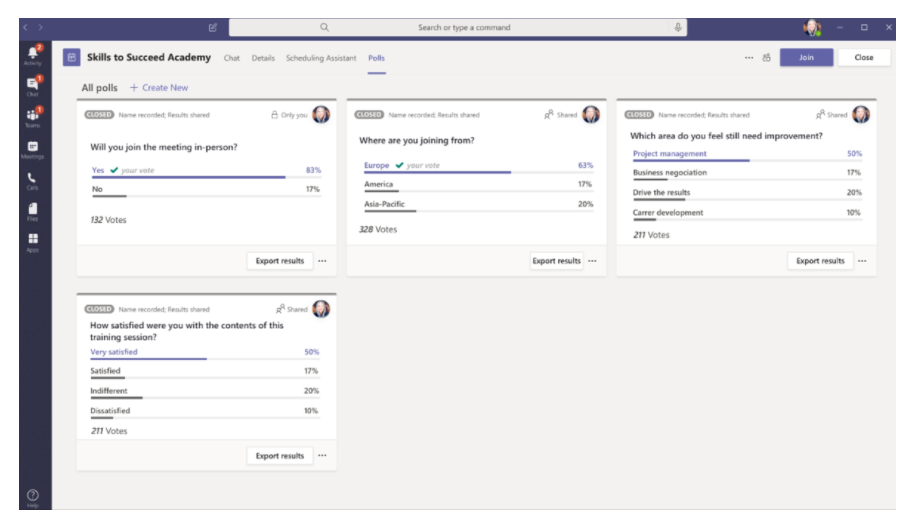 Search or type a command
Activity
Chat
Teams
Meetings
Calls
Files
Apps
Help
Skills to Succeed Academy Chat Details Scheduling Assistant Polls
Join Close
All polls + Create New
CLOSED Name recorded; Results shared Only you
Will you join the meeting in-person?
Yes ✔ your vote 83%
No 17%
132 Votes
Export results ...
CLOSED Name recorded; Results shared Shared
Where are you joining from?
Europe ✔ your vote 63%
America 17%
Asia-Pacific 20%
328 Votes
Export results ...
CLOSED Name recorded; Results shared Shared
Which area do you feel still need improvement?
Project management 50%
Business negociation 17%
Drive the results 20%
Carrer development 10%
211 Votes
Export results ...
CLOSED Name recorded; Results shared Shared
How satisfied were you with the contents of this
training session?
Very satisfied 50%
Satisfied 17%
Indifferent 20%
Dissatisfied 10%
211 Votes
Export results ...